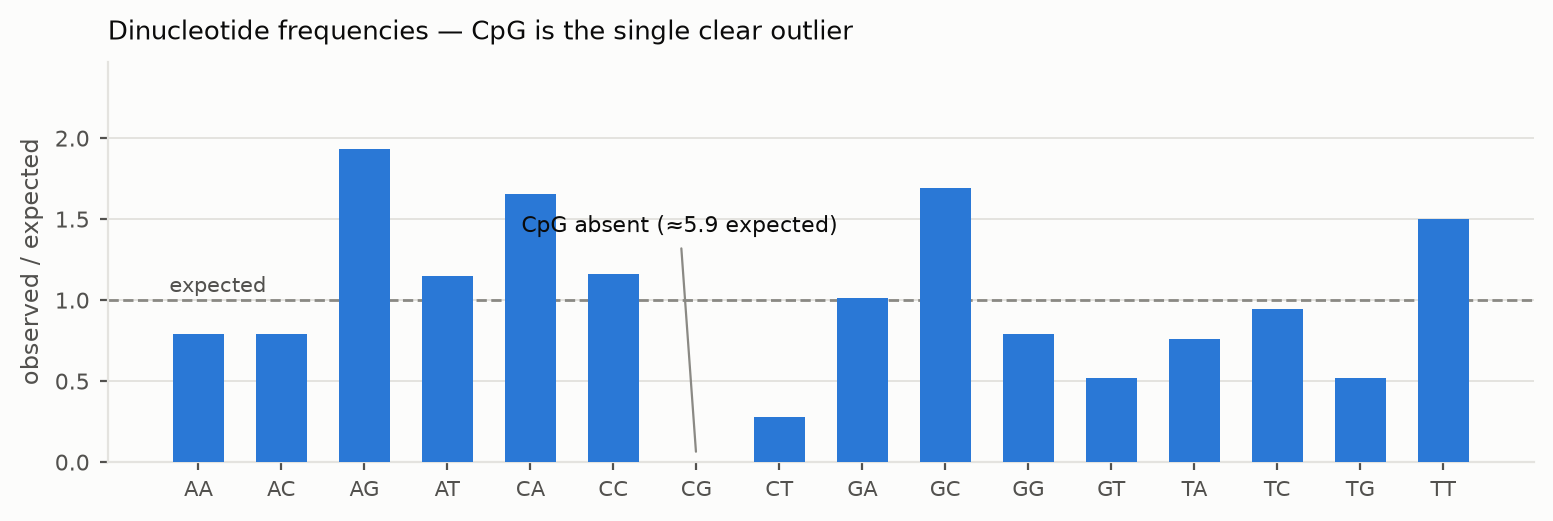 Dinucleotide frequencies — CpG is the single clear outlier
observed / expected
2.0
1.5
1.0
0.5
0.0
expected
CpG absent (≈5.9 expected)
AA AC AG AT CA CC CG CT GA GC GG GT TA TC TG TT